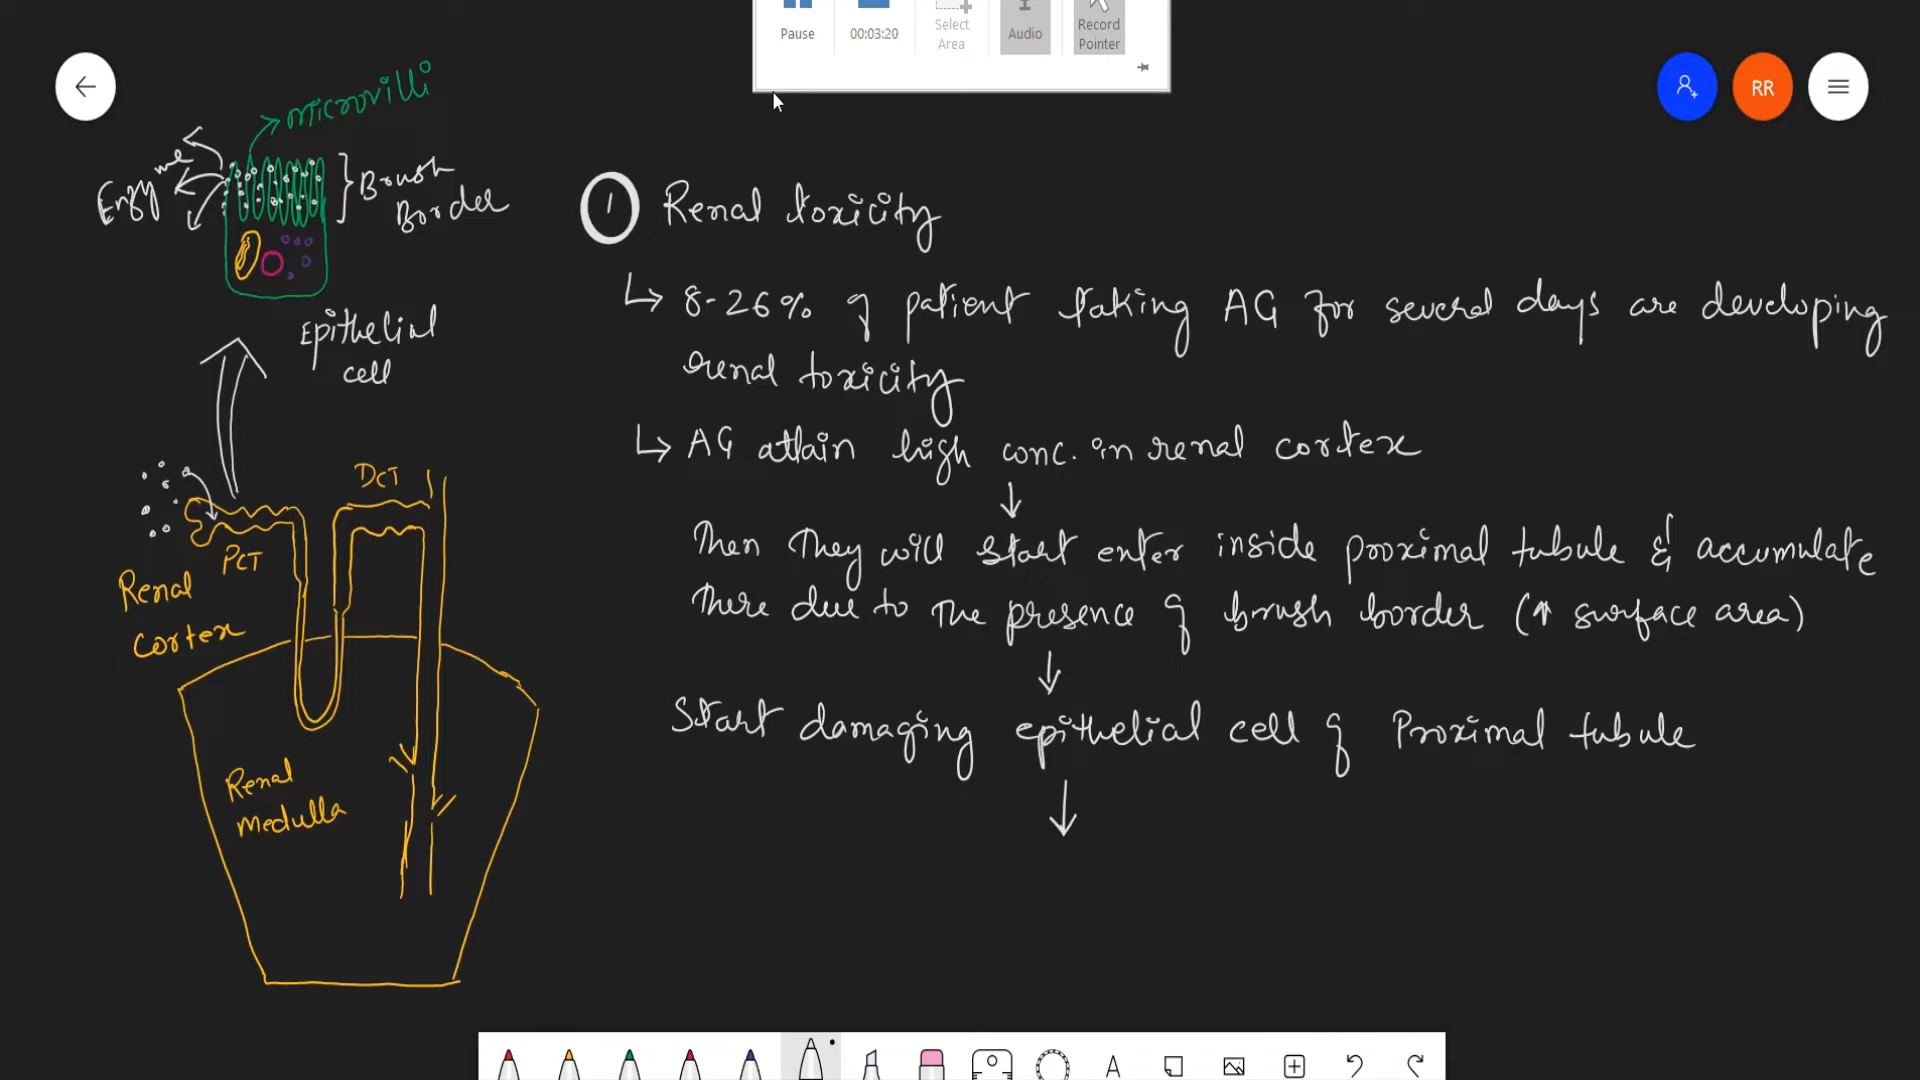 Pause
00:03:20
Select Area
Audio
Record Pointer
RR
microvilli
Enzyme
Brush Border
Epithelial cell
DCT
PCT
Renal cortex
Renal medulla
1 Renal toxicity
↳ 8-26% of patient taking AG for several days are developing
renal toxicity
↳ AG attain high conc. in renal cortex
↓
Then they will start enter inside proximal tubule & accumulate
there due to the presence of brush border (↑ surface area)
↓
Start damaging epithelial cell of Proximal tubule
↓
A